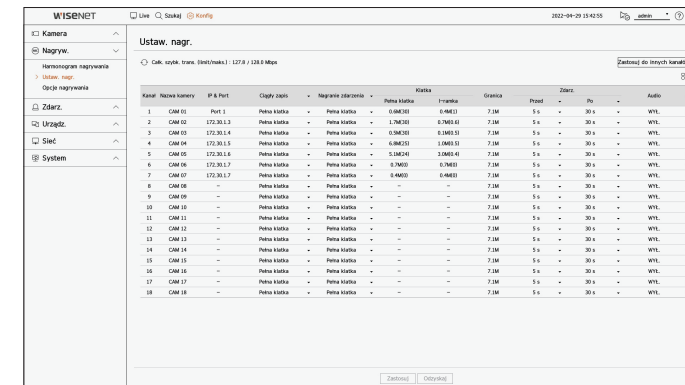 WISENET Live Szukaj Konfig 2022-04-29 15:42:55 admin ?
Kamera
Nagryw.
Harmonogram nagrywania
> Ustaw. nagr.
Opcje nagrywania
Zdarz.
Urządz.
Sieć
System
Ustaw. nagr.
Całk. szybk. trans. (limit/maks.) : 127.8 / 128.0 Mbps Zastosuj do innych kanałó
Kanał Nazwa kamery IP & Port Ciągły zapis Nagranie zdarzenia Klatka Granica Zdarz. Audio
Pełna klatka I-ramka Przed Po
1 CAM 01 Port 1 Pełna klatka Pełna klatka 0.6M(30) 0.4M(1) 7.1M 5 s 30 s WYŁ.
2 CAM 02 172.30.1.3 Pełna klatka Pełna klatka 1.7M(30) 0.7M(0.6) 7.1M 5 s 30 s WYŁ.
3 CAM 03 172.30.1.4 Pełna klatka Pełna klatka 0.5M(30) 0.1M(0.5) 7.1M 5 s 30 s WYŁ.
4 CAM 04 172.30.1.5 Pełna klatka Pełna klatka 6.8M(25) 1.0M(0.5) 7.1M 5 s 30 s WYŁ.
5 CAM 05 172.30.1.6 Pełna klatka Pełna klatka 5.1M(24) 3.0M(0.4) 7.1M 5 s 30 s WYŁ.
6 CAM 06 172.30.1.7 Pełna klatka Pełna klatka 0.7M(0) 0.7M(0) 7.1M 5 s 30 s WYŁ.
7 CAM 07 172.30.1.7 Pełna klatka Pełna klatka 0.4M(0) 0.4M(0) 7.1M 5 s 30 s WYŁ.
8 CAM 08 – Pełna klatka Pełna klatka – – 7.1M 5 s 30 s WYŁ.
9 CAM 09 – Pełna klatka Pełna klatka – – 7.1M 5 s 30 s WYŁ.
10 CAM 10 – Pełna klatka Pełna klatka – – 7.1M 5 s 30 s WYŁ.
11 CAM 11 – Pełna klatka Pełna klatka – – 7.1M 5 s 30 s WYŁ.
12 CAM 12 – Pełna klatka Pełna klatka – – 7.1M 5 s 30 s WYŁ.
13 CAM 13 – Pełna klatka Pełna klatka – – 7.1M 5 s 30 s WYŁ.
14 CAM 14 – Pełna klatka Pełna klatka – – 7.1M 5 s 30 s WYŁ.
15 CAM 15 – Pełna klatka Pełna klatka – – 7.1M 5 s 30 s WYŁ.
16 CAM 16 – Pełna klatka Pełna klatka – – 7.1M 5 s 30 s WYŁ.
17 CAM 17 – Pełna klatka Pełna klatka – – 7.1M 5 s 30 s WYŁ.
18 CAM 18 – Pełna klatka Pełna klatka – – 7.1M 5 s 30 s WYŁ.
Zastosuj Odzyskaj